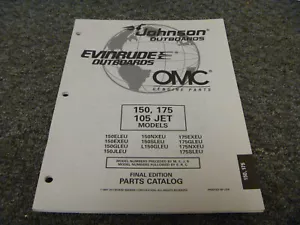 Johnson
OUTBOARDS
EVINRUDE
OUTBOARDS
OMC
GENUINE PARTS
150, 175
105 JET
MODELS
150ELEU 150NXEU 175EXEU
150EXEU 150SLEU 175GLEU
150GLEU L150GLEU 175NXEU
150JLEU 175SLEU
FINAL EDITION
PARTS CATALOG
150, 175